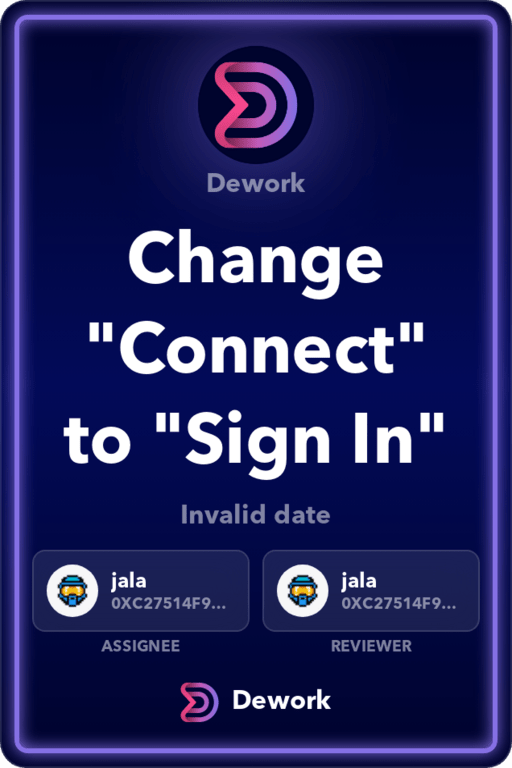 Dework
Change
"Connect"
to "Sign In"
Invalid date
jala
0XC27514F9...
ASSIGNEE
jala
0XC27514F9...
REVIEWER
Dework